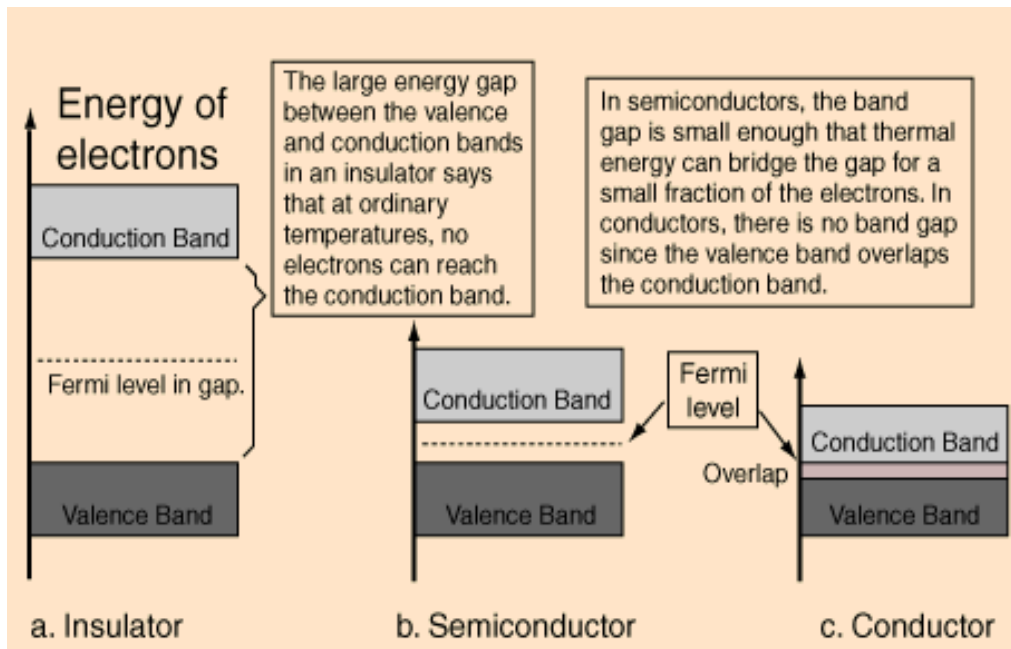 Energy of
electrons
Conduction Band
Fermi level in gap.
Valence Band
a. Insulator
The large energy gap
between the valence
and conduction bands
in an insulator says
that at ordinary
temperatures, no
electrons can reach
the conduction band.
In semiconductors, the band
gap is small enough that thermal
energy can bridge the gap for a
small fraction of the electrons. In
conductors, there is no band gap
since the valence band overlaps
the conduction band.
Conduction Band
Valence Band
b. Semiconductor
Fermi
level
Conduction Band
Overlap
Valence Band
c. Conductor